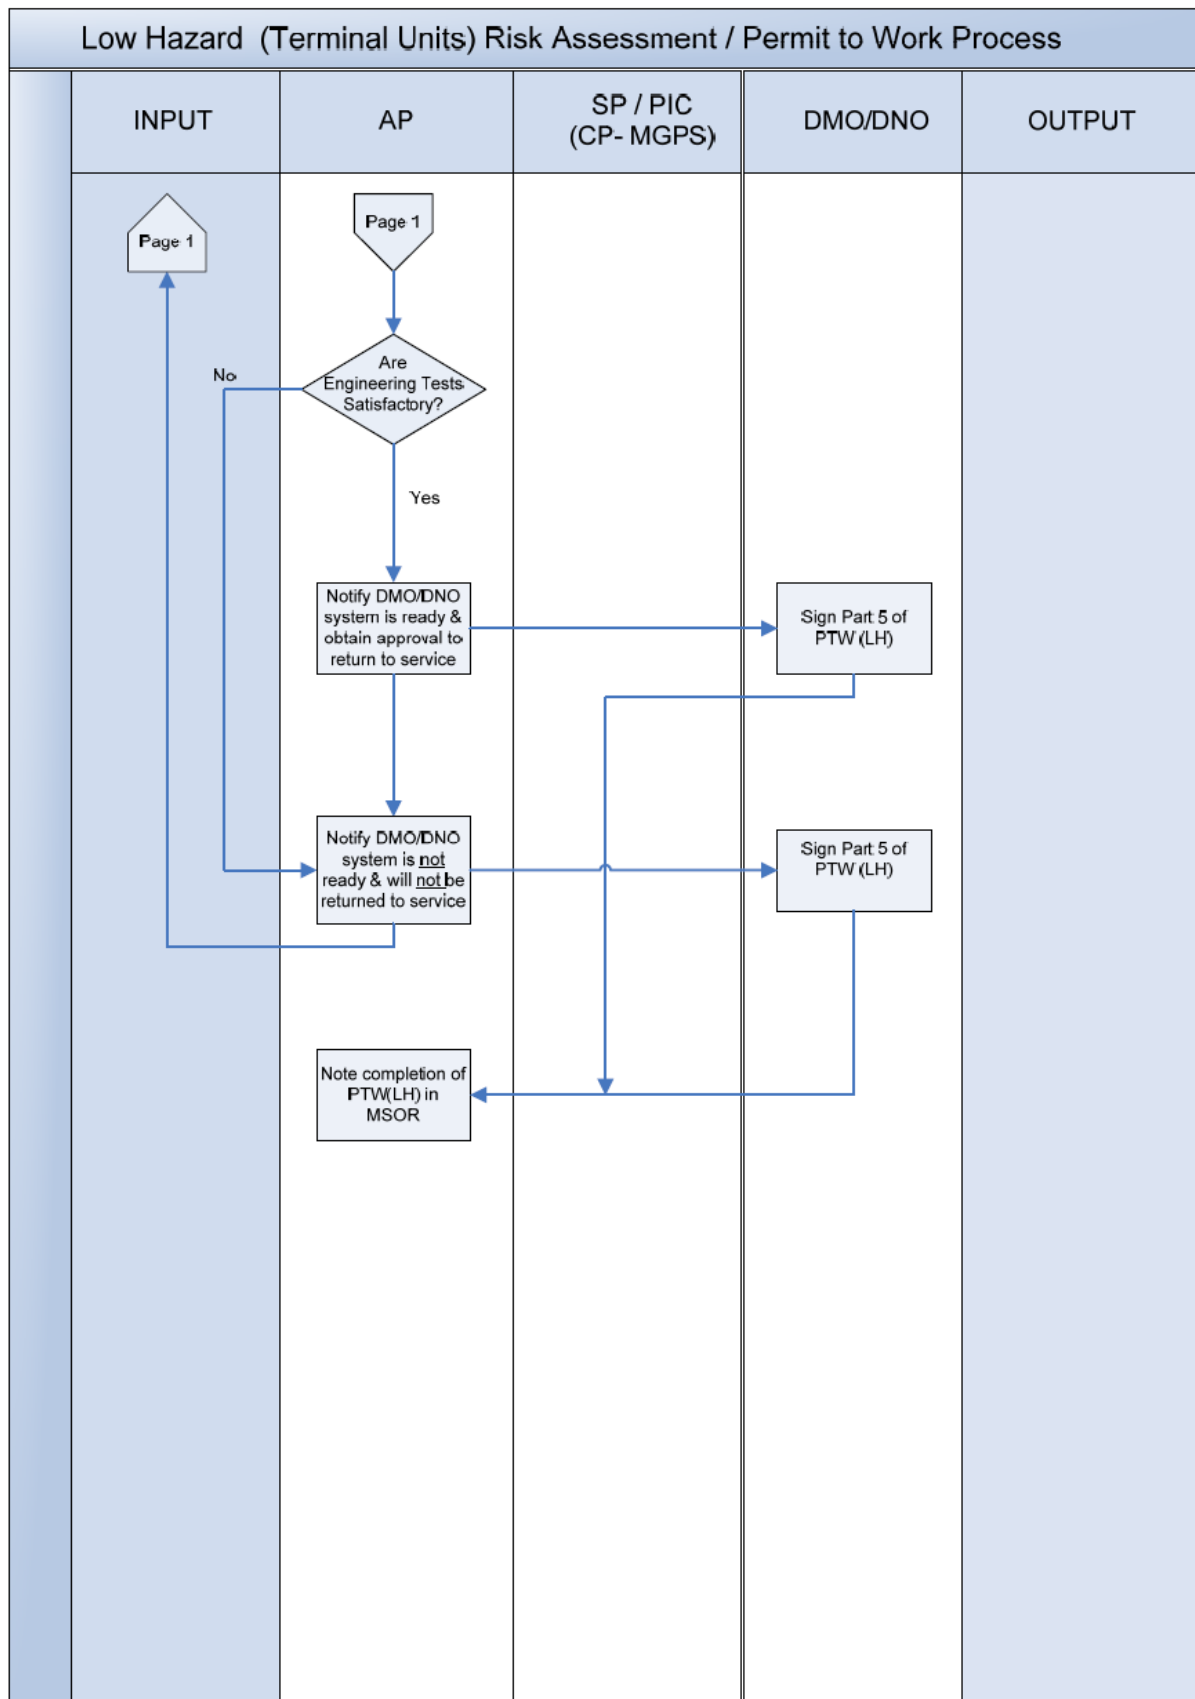 Low Hazard (Terminal Units) Risk Assessment / Permit to Work Process
INPUT
AP
SP / PIC
(CP- MGPS)
DMO/DNO
OUTPUT
Page 1
Page 1
Are
Engineering Tests
Satisfactory?
No
Yes
Notify DMO/DNO
system is ready &
obtain approval to
return to service
Sign Part 5 of
PTW (LH)
Notify DMO/DNO
system is not
ready & will not be
returned to service
Sign Part 5 of
PTW (LH)
Note completion of
PTW(LH) in
MSOR